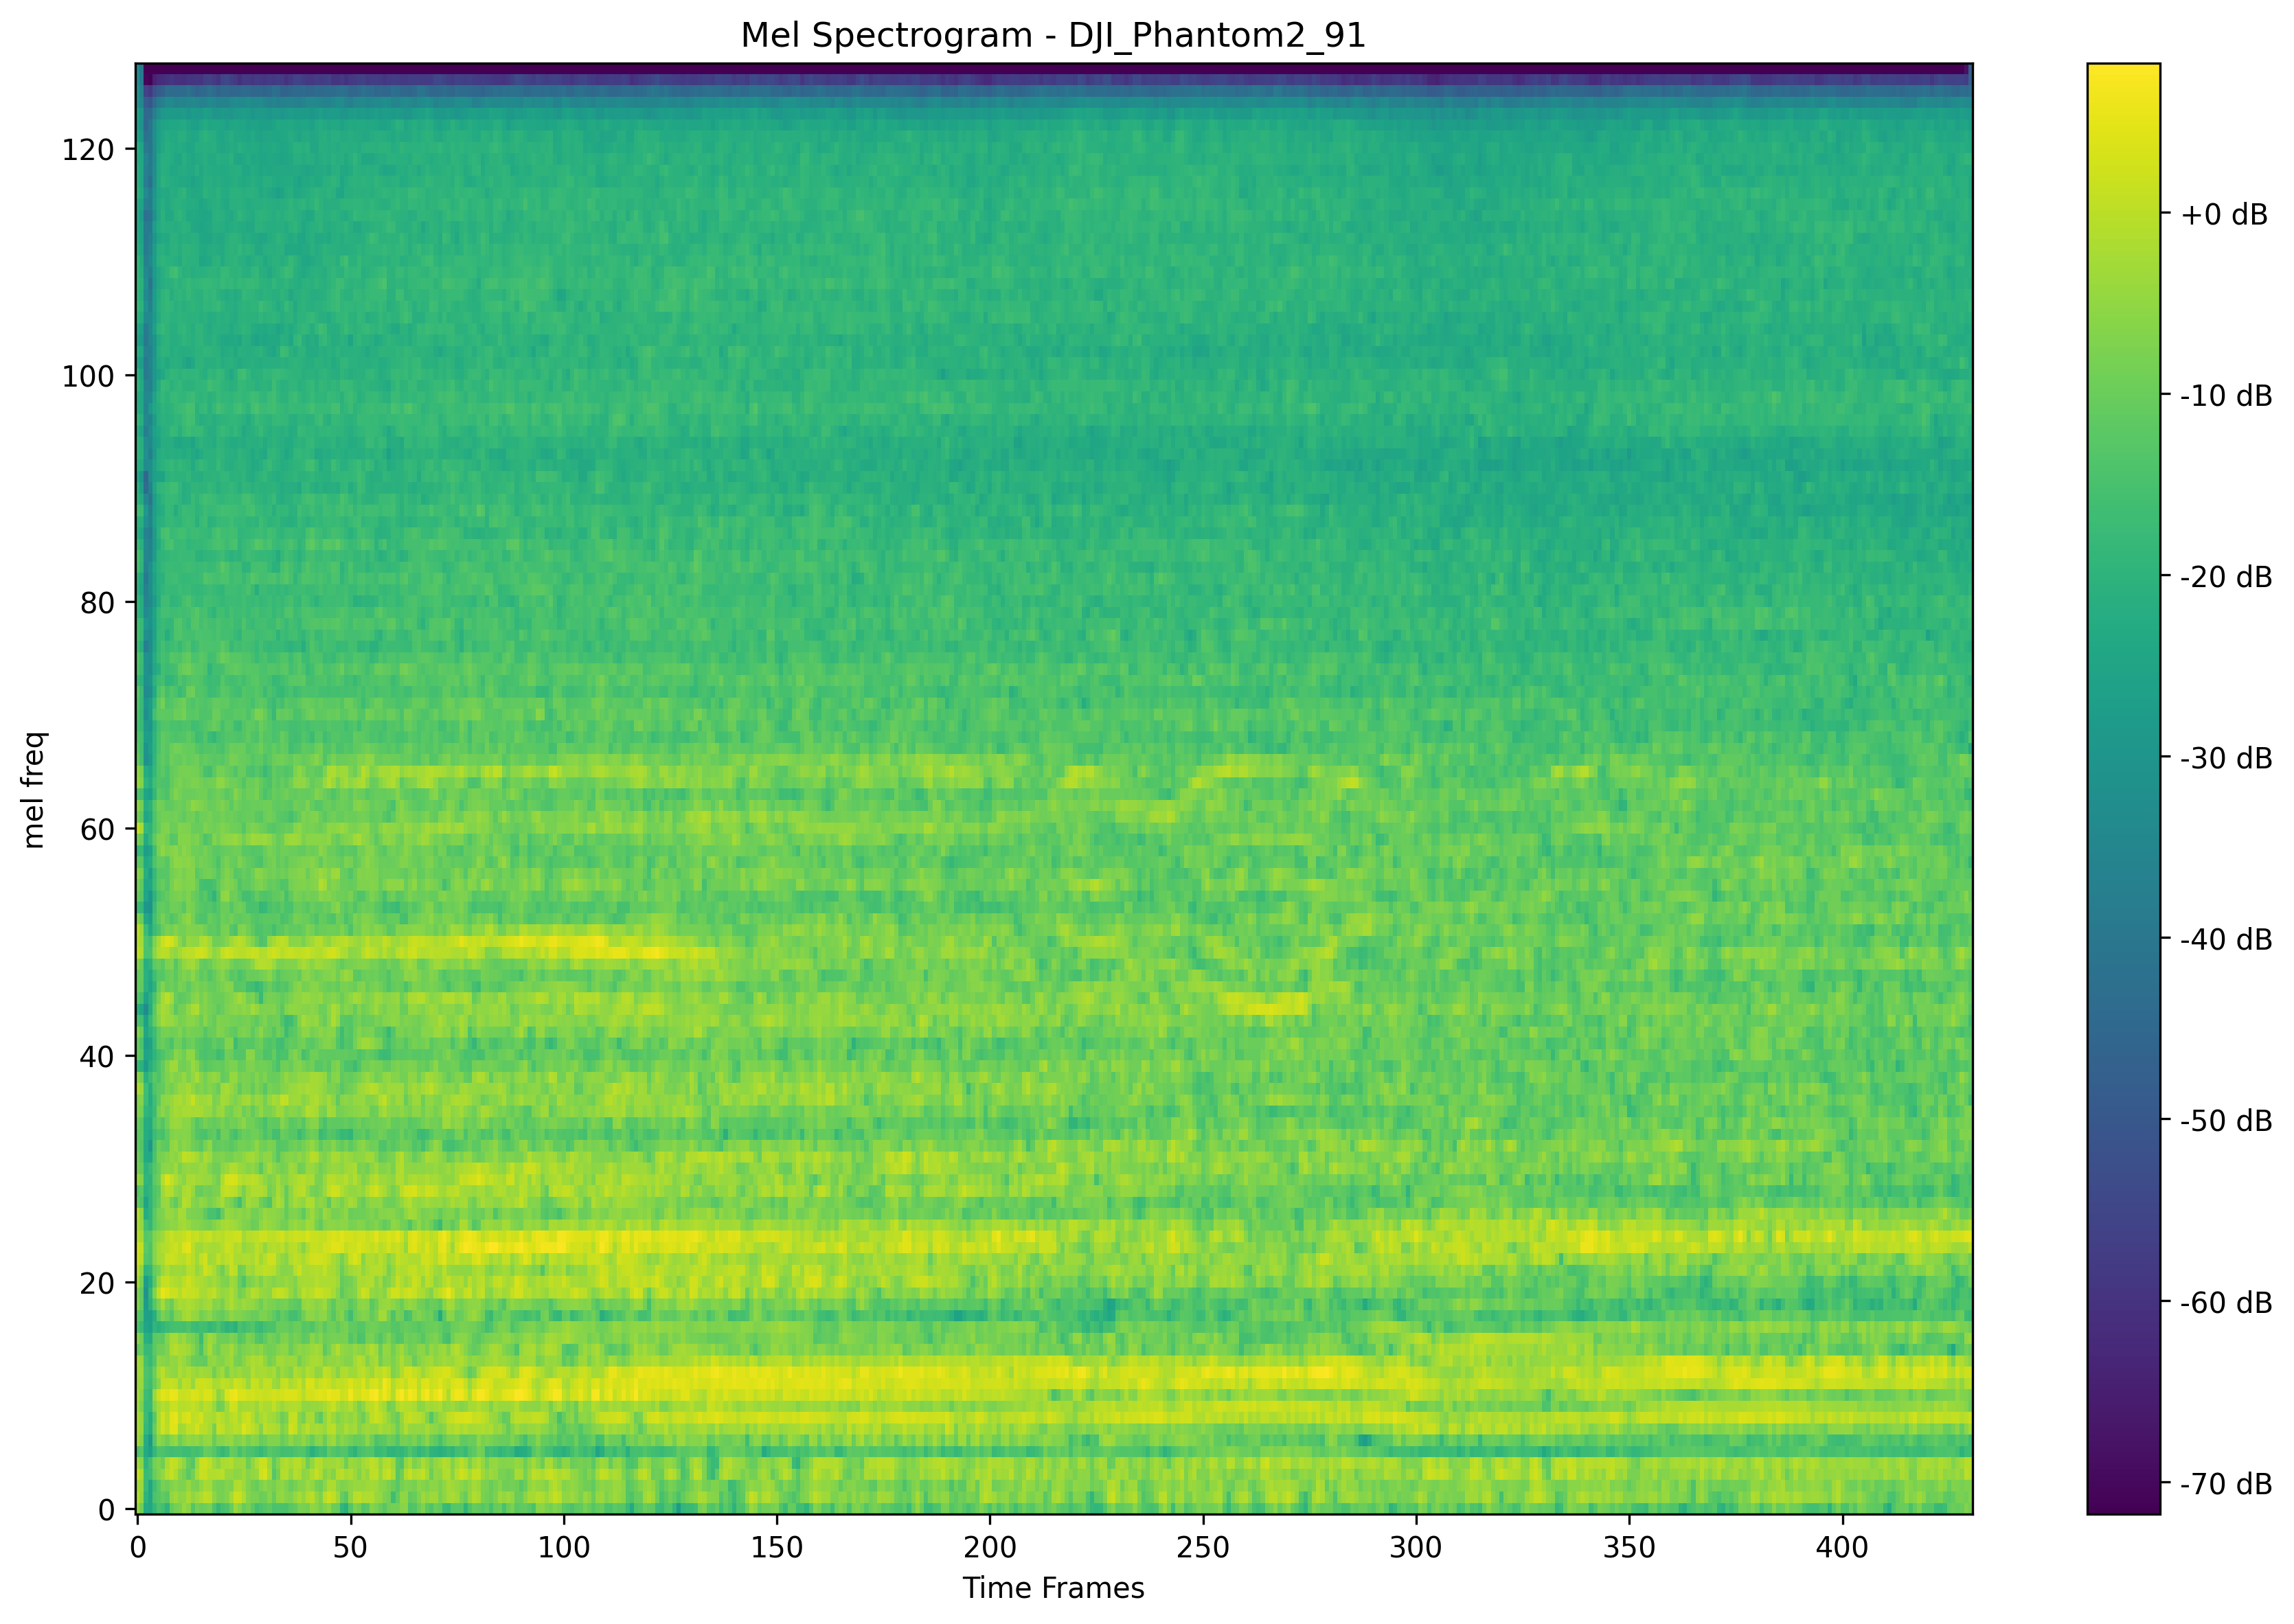 Mel Spectrogram - DJI_Phantom2_91
120
100
80
60
40
20
0
mel freq
0 50 100 150 200 250 300 350 400
Time Frames
+0 dB
-10 dB
-20 dB
-30 dB
-40 dB
-50 dB
-60 dB
-70 dB